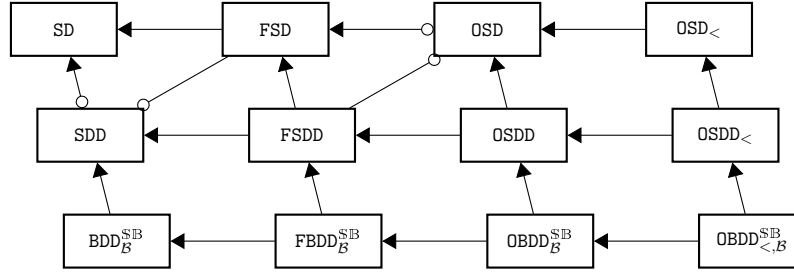 SD FSD OSD OSD<
SDD FSDD OSDD OSDD<
BDD^𝕊𝔹_ℬ FBDD^𝕊𝔹_ℬ OBDD^𝕊𝔹_ℬ OBDD^𝕊𝔹_<,ℬ